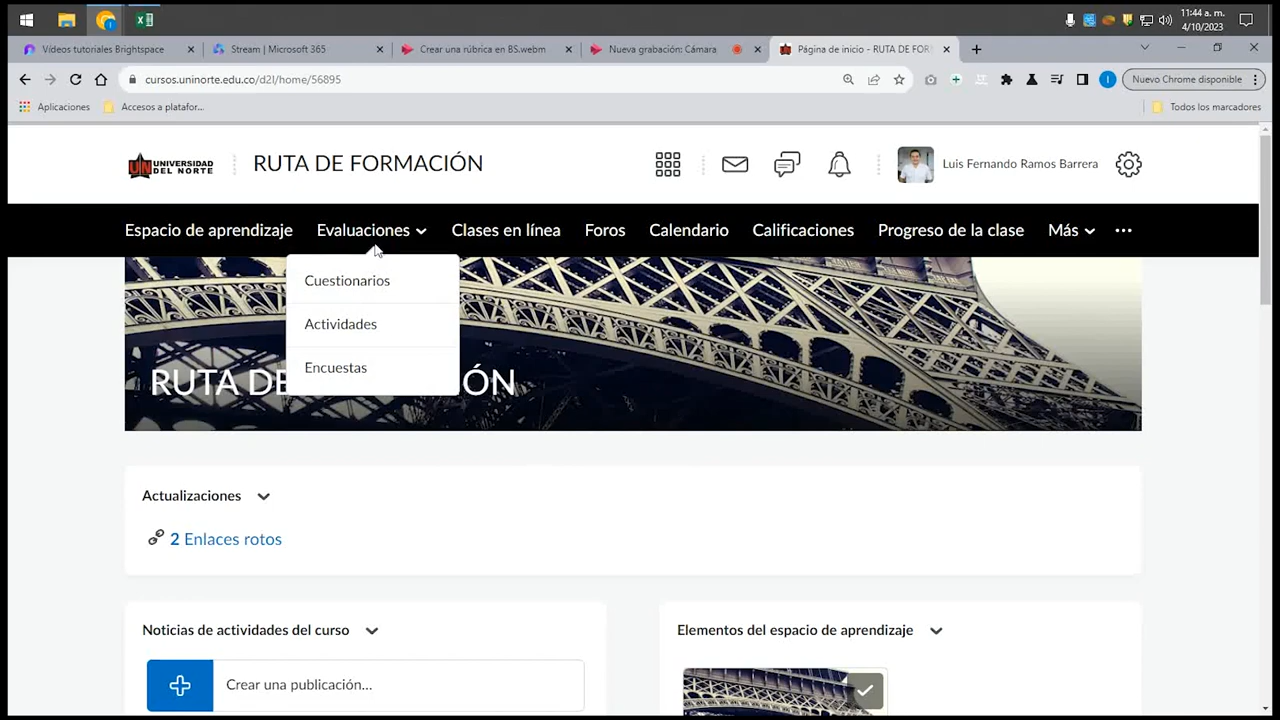 11:44 a. m.
4/10/2023
Vídeos tutoriales Brightspace
Stream | Microsoft 365
Crear una rúbrica en BS.webm
Nueva grabación: Cámara
Página de inicio - RUTA DE FOR
cursos.uninorte.edu.co/d2l/home/56895
Nuevo Chrome disponible
Aplicaciones
Accesos a platafor...
Todos los marcadores
UNIVERSIDAD
DEL NORTE
RUTA DE FORMACIÓN
Luis Fernando Ramos Barrera
Espacio de aprendizaje
Evaluaciones
Clases en línea
Foros
Calendario
Calificaciones
Progreso de la clase
Más
Cuestionarios
Actividades
Encuestas
RUTA DE ÓN
Actualizaciones
2 Enlaces rotos
Noticias de actividades del curso
Elementos del espacio de aprendizaje
Crear una publicación...